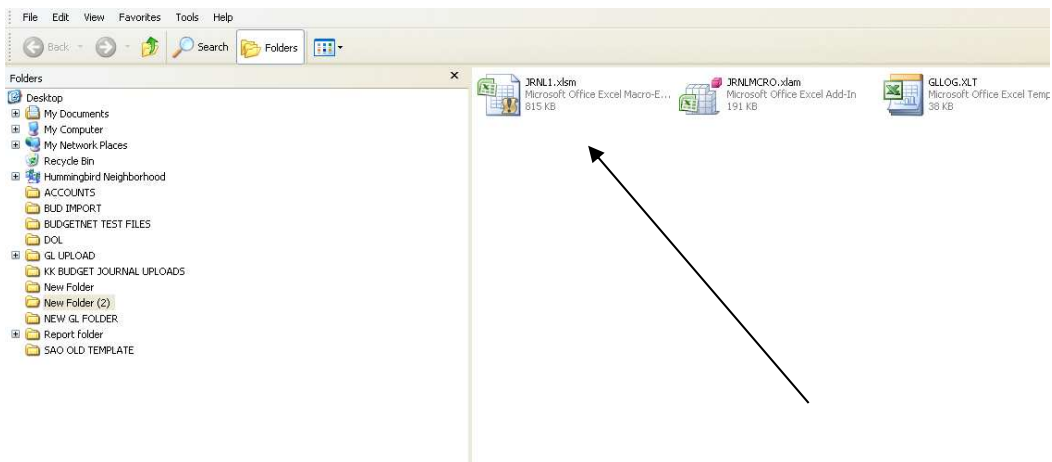 File Edit View Favorites Tools Help
Back Search Folders
Folders x
Desktop
My Documents
My Computer
My Network Places
Recycle Bin
Hummingbird Neighborhood
ACCOUNTS
BUD IMPORT
BUDGETNET TEST FILES
DOL
GL UPLOAD
KK BUDGET JOURNAL UPLOADS
New Folder
New Folder (2)
NEW GL FOLDER
Report folder
SAO OLD TEMPLATE
JRNL1.xlsm
Microsoft Office Excel Macro-E...
815 KB
JRNLMCRO.xlam
Microsoft Office Excel Add-In
191 KB
GLLOG.XLT
Microsoft Office Excel Temp
38 KB